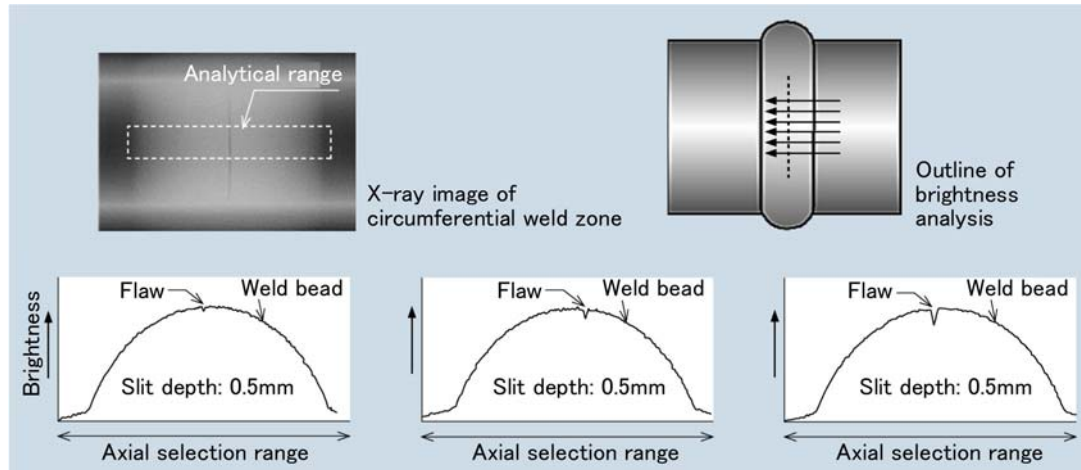 Analytical range
X-ray image of
circumferential weld zone
Outline of
brightness
analysis
Brightness
Flaw
Weld bead
Slit depth: 0.5mm
Axial selection range
Flaw
Weld bead
Slit depth: 0.5mm
Axial selection range
Flaw
Weld bead
Slit depth: 0.5mm
Axial selection range